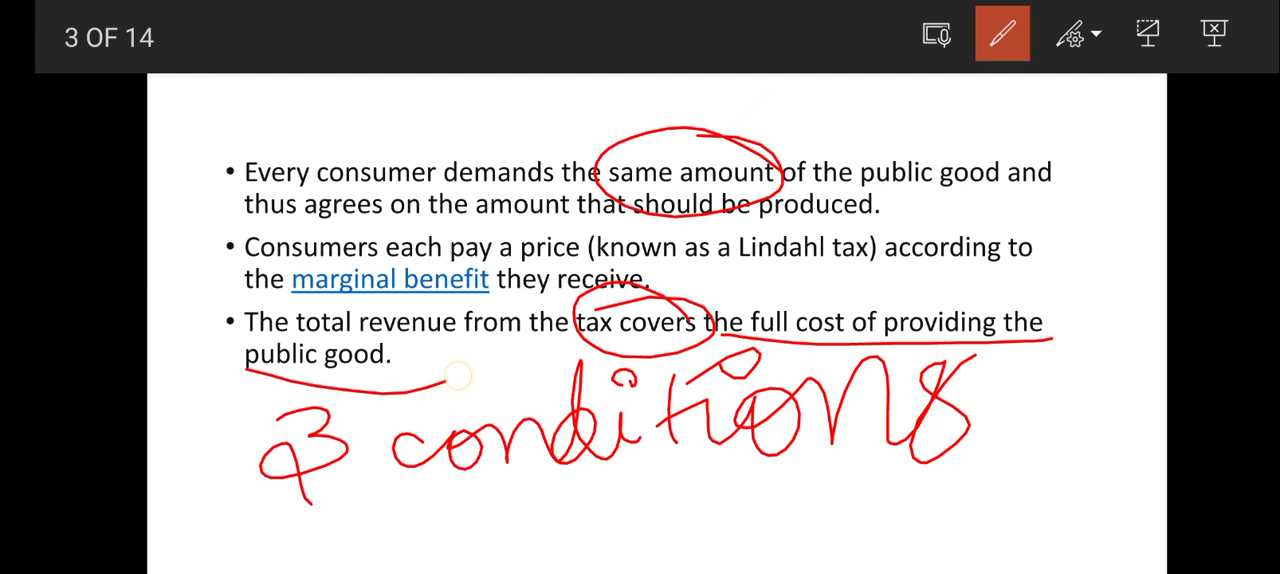 3 OF 14
• Every consumer demands the same amount of the public good and
thus agrees on the amount that should be produced.
• Consumers each pay a price (known as a Lindahl tax) according to
the marginal benefit they receive.
• The total revenue from the tax covers the full cost of providing the
public good.
3 conditions